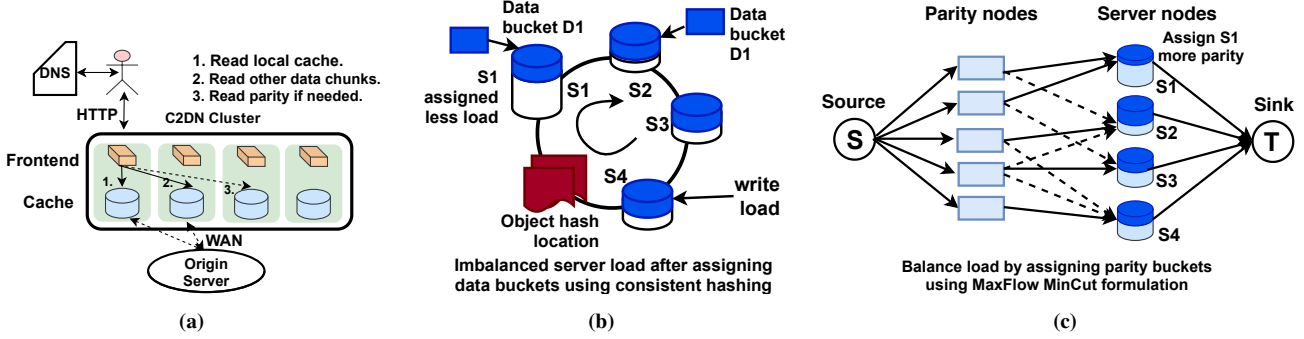 DNS
HTTP
1. Read local cache.
2. Read other data chunks.
3. Read parity if needed.
C2DN Cluster
Frontend
Cache
1.
2.
3.
WAN
Origin
Server
(a)
Data
bucket D1
Data
bucket
D1
S1
assigned
less load
S1
S2
S3
S4
Object hash
location
write
load
Imbalanced server load after assigning
data buckets using consistent hashing
(b)
Parity nodes
Server nodes
Assign S1
more parity
Source
S
S1
S2
S3
S4
Sink
T
Balance load by assigning parity buckets
using MaxFlow MinCut formulation
(c)